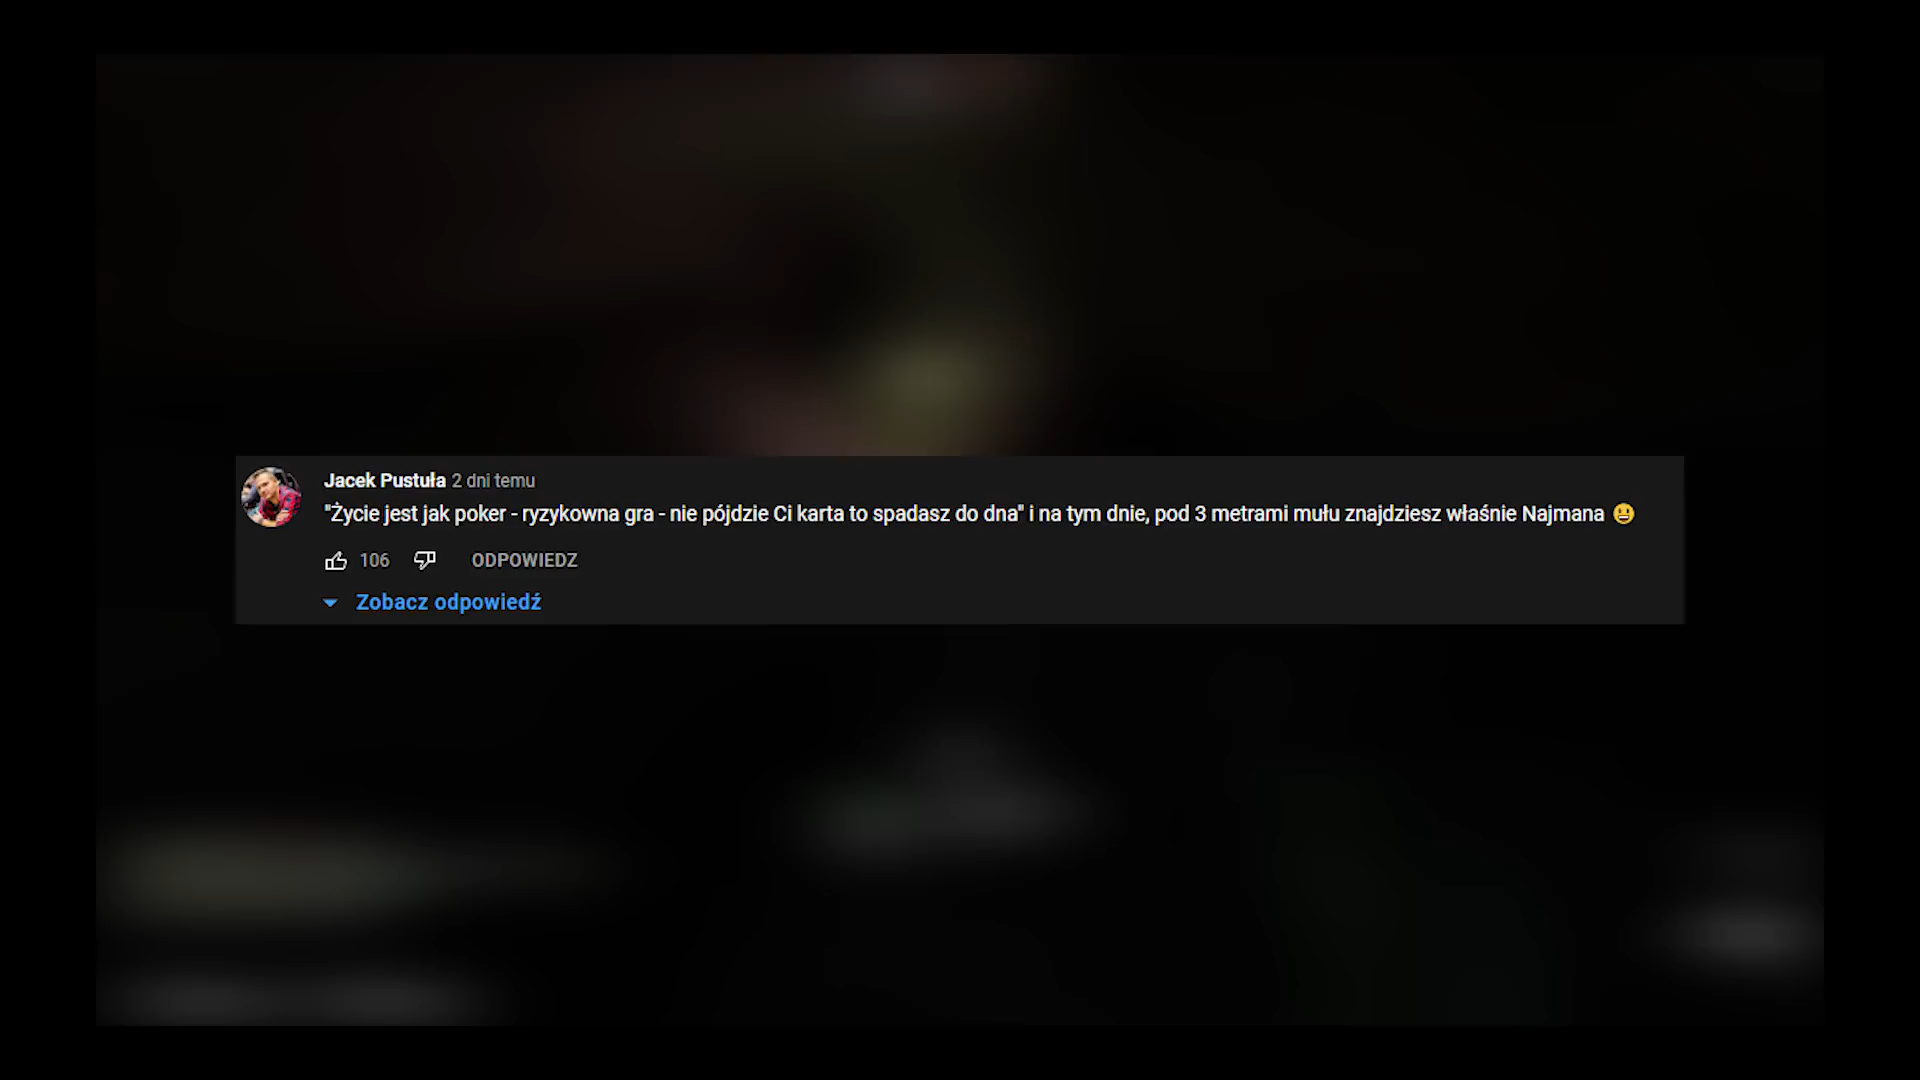 Jacek Pustuła 2 dni temu
"Życie jest jak poker - ryzykowna gra - nie pójdzie Ci karta to spadasz do dna" i na tym dnie, pod 3 metrami mułu znajdziesz właśnie Najmana 😀
106 ODPOWIEDZ
Zobacz odpowiedź